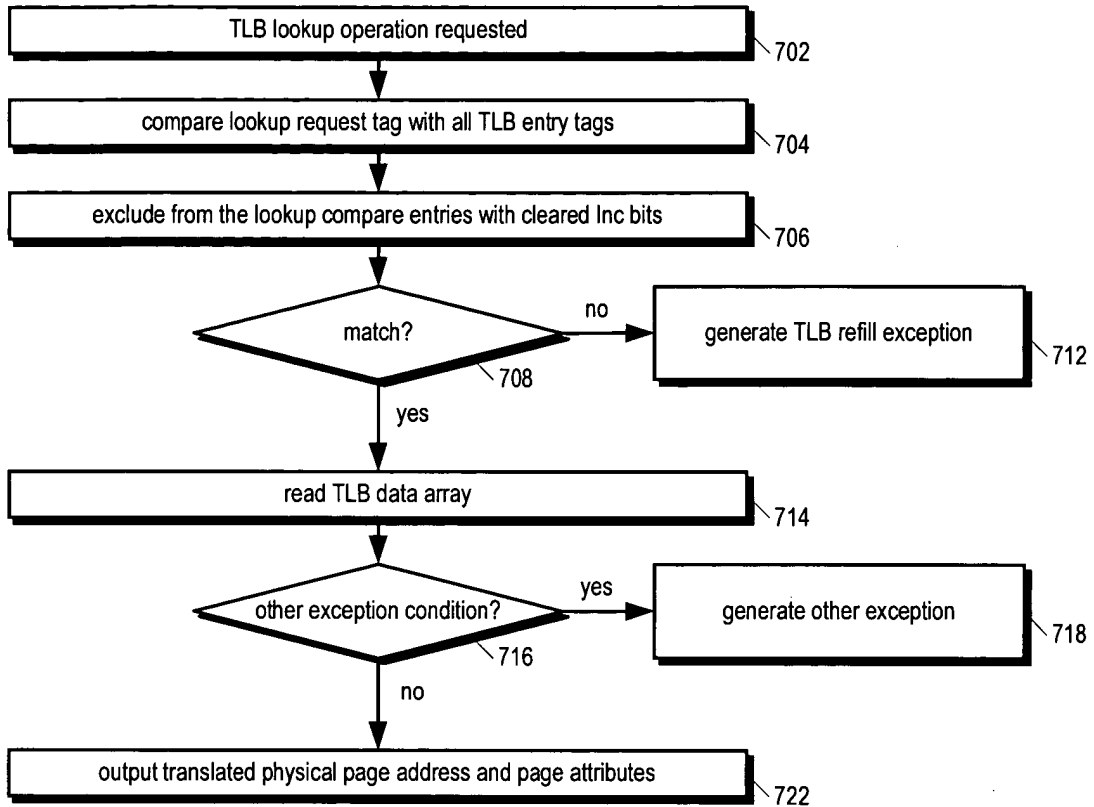 TLB lookup operation requested
702
compare lookup request tag with all TLB entry tags
704
exclude from the lookup compare entries with cleared Inc bits
706
match?
708
no
generate TLB refill exception
712
yes
read TLB data array
714
other exception condition?
716
yes
generate other exception
718
no
output translated physical page address and page attributes
722